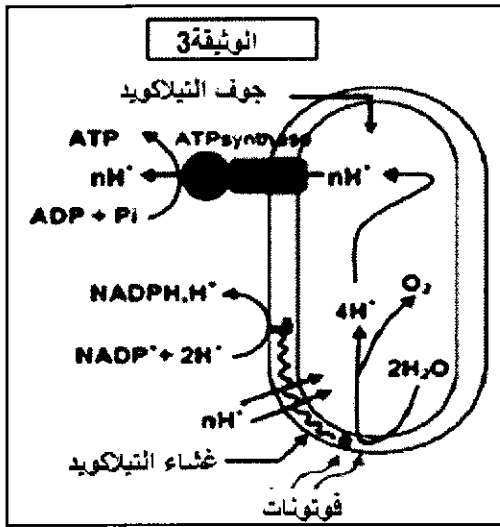 الوثيقة3
جوف التيلاكويد
ATP
ATPsynthase
nH⁺
nH⁺
ADP + Pi
O₂
NADPH,H⁺
4H⁺
NADP⁺+ 2H⁺
2H₂O
nH⁺
غشاء التيلاكويد
فوتونات